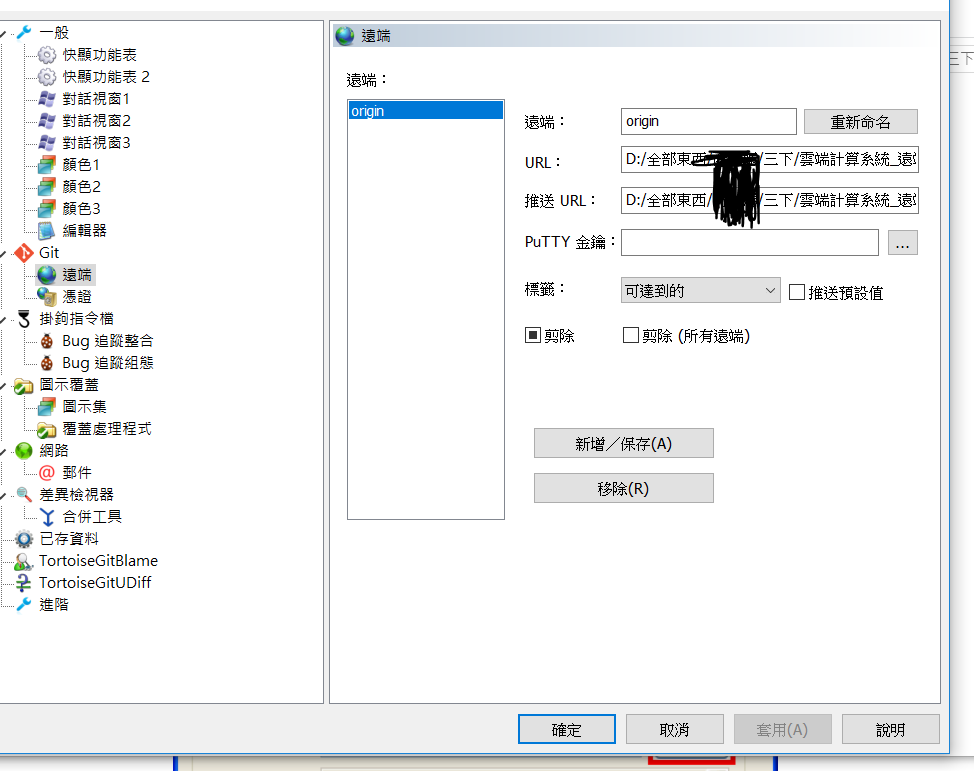 一般
快顯功能表
快顯功能表 2
對話視窗1
對話視窗2
對話視窗3
顏色1
顏色2
顏色3
編輯器
Git
遠端
憑證
掛鉤指令檔
Bug 追蹤整合
Bug 追蹤組態
圖示覆蓋
圖示集
覆蓋處理程式
網路
郵件
差異檢視器
合併工具
已存資料
TortoiseGitBlame
TortoiseGitUDiff
進階
遠端
遠端：
origin
遠端： origin 重新命名
URL： D:/全部東西 /三下/雲端計算系統_遠
推送 URL： D:/全部東西/ /三下/雲端計算系統_遠
PuTTY 金鑰： ...
標籤： 可達到的 推送預設值
剪除 剪除 (所有遠端)
新增／保存(A)
移除(R)
確定 取消 套用(A) 說明
三下